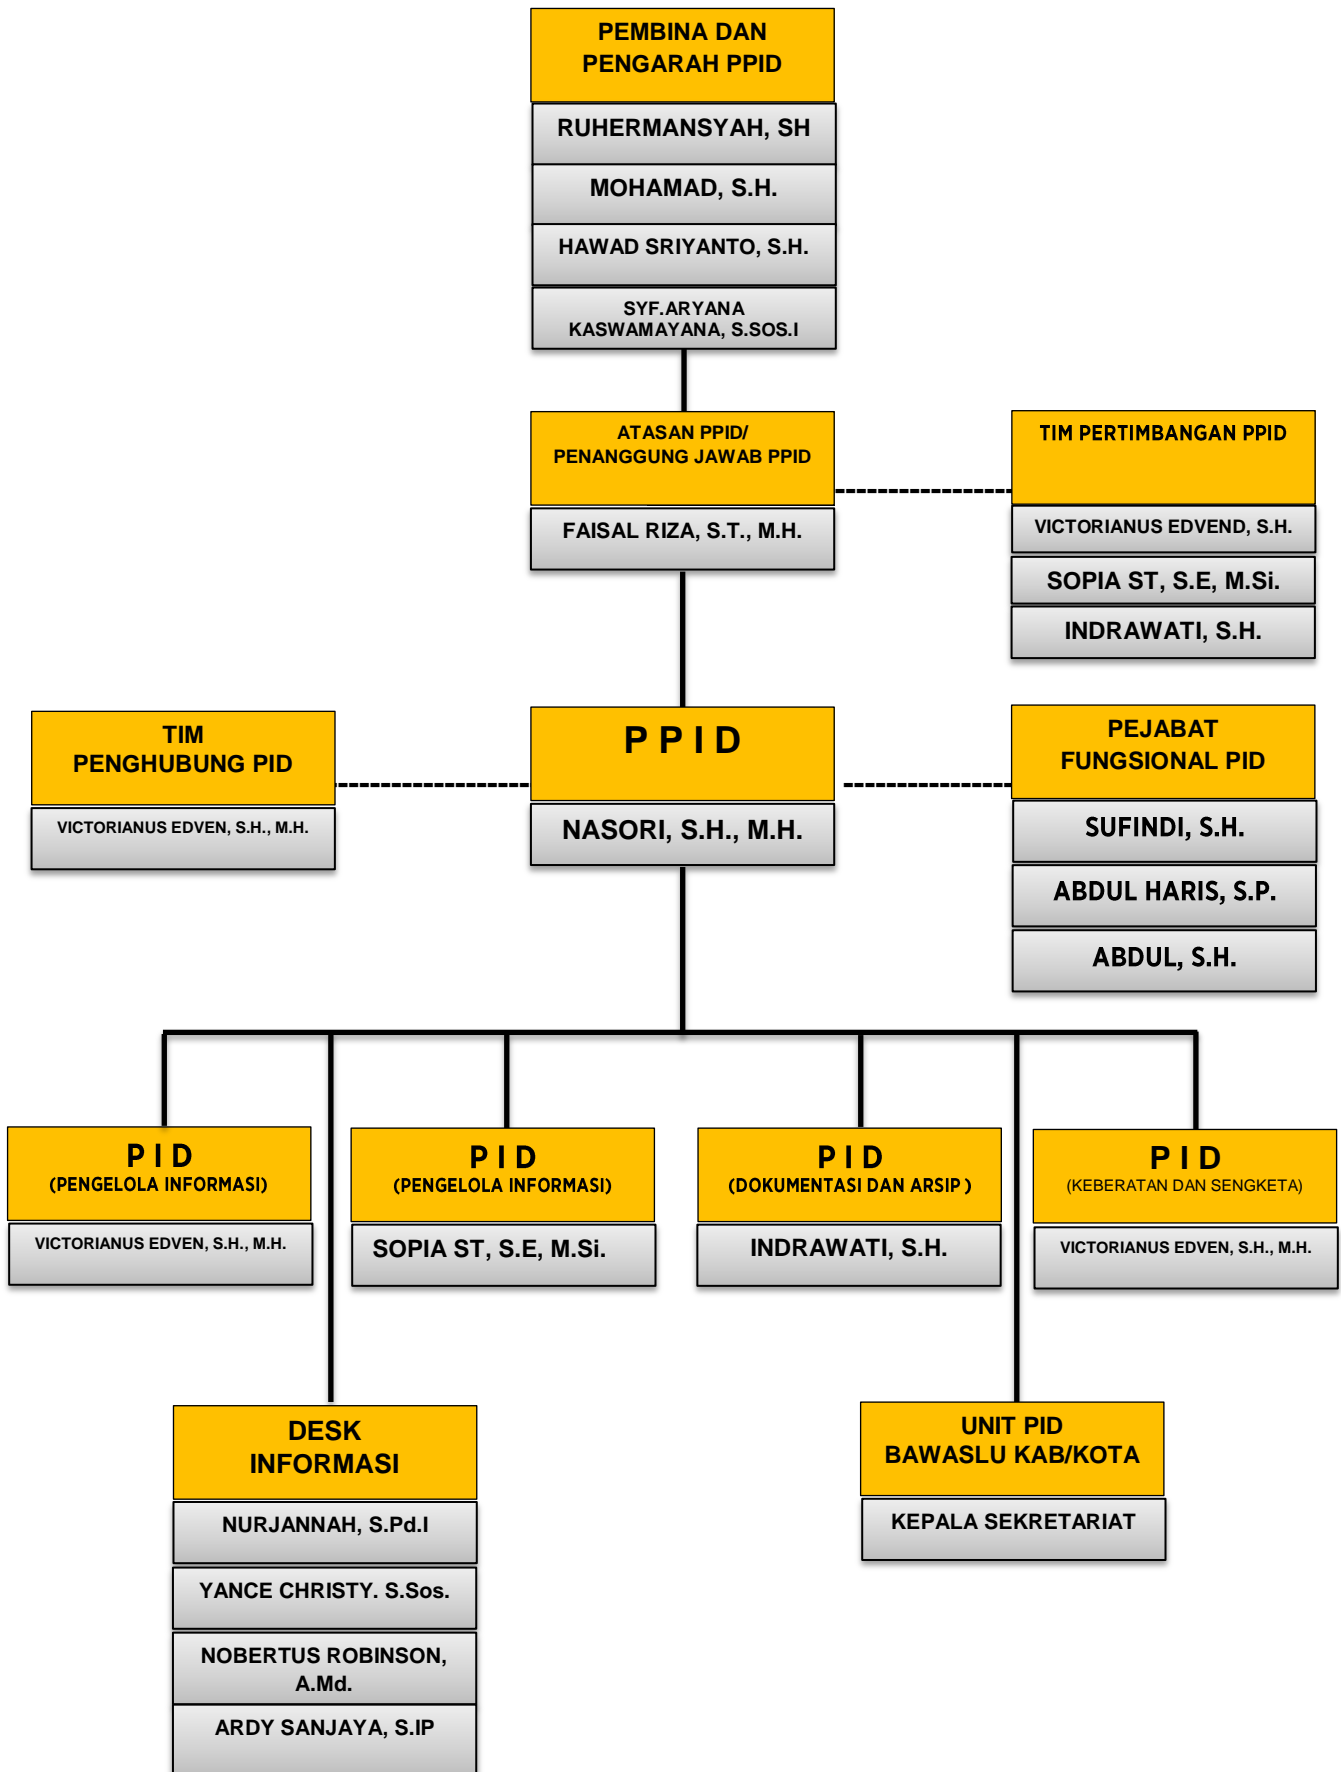 PEMBINA DAN
PENGARAH PPID
RUHERMANSYAH, SH
MOHAMAD, S.H.
HAWAD SRIYANTO, S.H.
SYF.ARYANA
KASWAMAYANA, S.SOS.I
ATASAN PPID/
PENANGGUNG JAWAB PPID
FAISAL RIZA, S.T., M.H.
TIM PERTIMBANGAN PPID
VICTORIANUS EDVEND, S.H.
SOPIA ST, S.E, M.Si.
INDRAWATI, S.H.
TIM
PENGHUBUNG PID
VICTORIANUS EDVEN, S.H., M.H.
P P I D
NASORI, S.H., M.H.
PEJABAT
FUNGSIONAL PID
SUFINDI, S.H.
ABDUL HARIS, S.P.
ABDUL, S.H.
P I D
(PENGELOLA INFORMASI)
VICTORIANUS EDVEN, S.H., M.H.
P I D
(PENGELOLA INFORMASI)
SOPIA ST, S.E, M.Si.
P I D
(DOKUMENTASI DAN ARSIP )
INDRAWATI, S.H.
P I D
(KEBERATAN DAN SENGKETA)
VICTORIANUS EDVEN, S.H., M.H.
DESK
INFORMASI
NURJANNAH, S.Pd.I
YANCE CHRISTY. S.Sos.
NOBERTUS ROBINSON,
A.Md.
ARDY SANJAYA, S.IP
UNIT PID
BAWASLU KAB/KOTA
KEPALA SEKRETARIAT